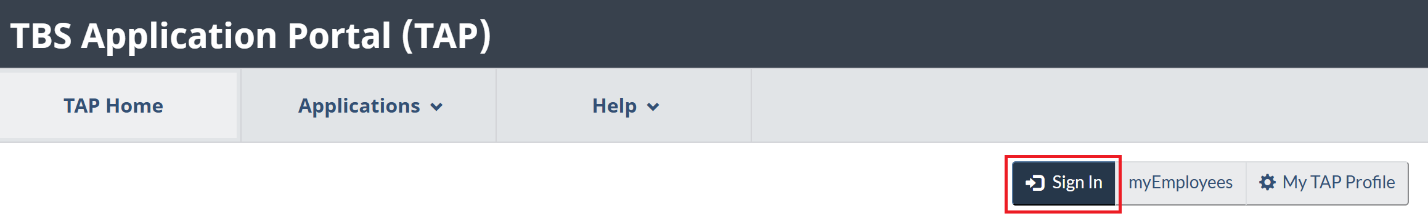 TBS Application Portal (TAP)
TAP Home Applications Help
Sign In myEmployees My TAP Profile